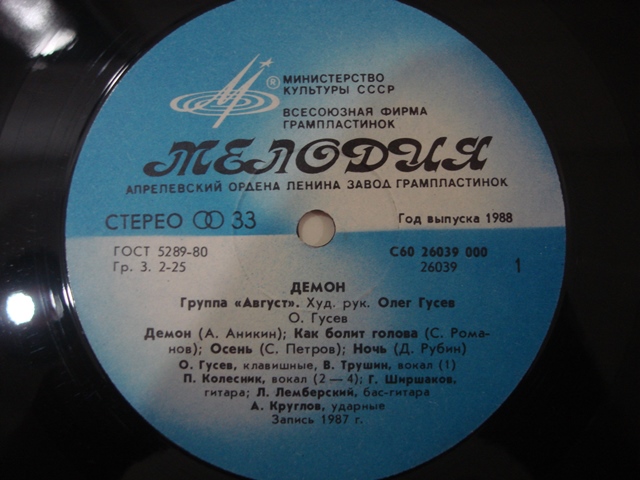 ®
МИНИСТЕРСТВО
КУЛЬТУРЫ СССР
ВСЕСОЮЗНАЯ ФИРМА
ГРАМПЛАСТИНОК
МЕЛОДИЯ
АПРЕЛЕВСКИЙ ОРДЕНА ЛЕНИНА ЗАВОД ГРАМПЛАСТИНОК
СТЕРЕО 33
Год выпуска 1988
ГОСТ 5289-80
С60 26039 000
Гр. 3. 2-25
26039
1
ДЕМОН
Группа «Август». Худ. рук. Олег Гусев
О. Гусев
Демон (А. Аникин); Как болит голова (С. Рома-
нов); Осень (С. Петров); Ночь (Д. Рубин)
О. Гусев, клавишные, В. Трушин, вокал (1)
П. Колесник, вокал (2 — 4); Г. Ширшаков,
гитара; Л. Лемберский, бас-гитара
А. Круглов, ударные
Запись 1987 г.